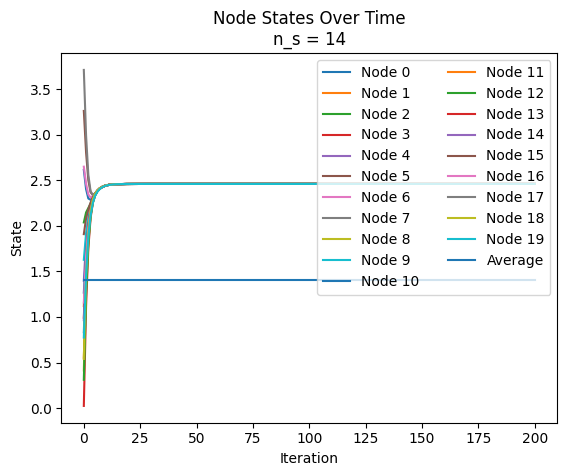 Node States Over Time
n_s = 14
State
3.5
3.0
2.5
2.0
1.5
1.0
0.5
0.0
Node 0
Node 1
Node 2
Node 3
Node 4
Node 5
Node 6
Node 7
Node 8
Node 9
Node 10
Node 11
Node 12
Node 13
Node 14
Node 15
Node 16
Node 17
Node 18
Node 19
Average
0
25
50
75
100
125
150
175
200
Iteration